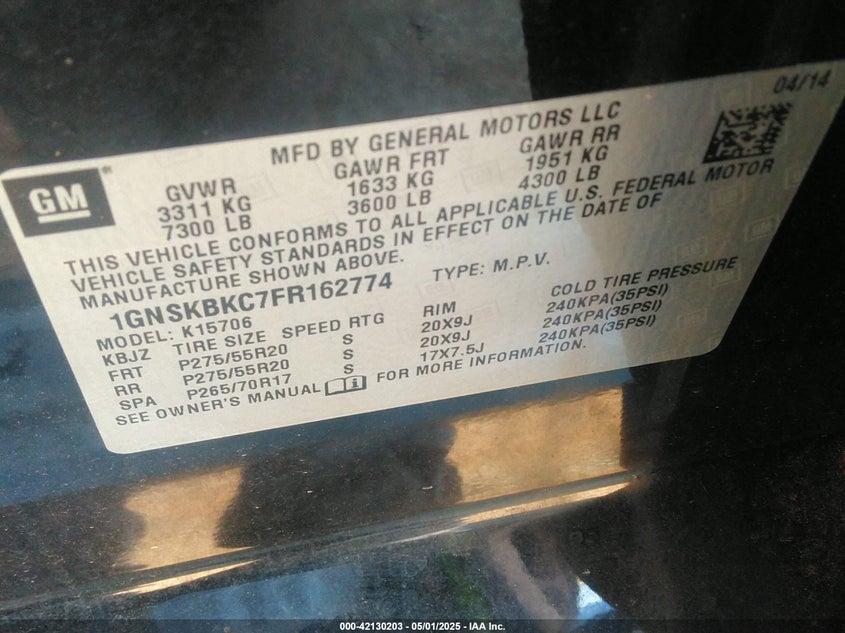 04/14
MFD BY GENERAL MOTORS LLC
GM ®
GVWR GAWR FRT GAWR RR
3311 KG 1633 KG 1951 KG
7300 LB 3600 LB 4300 LB
THIS VEHICLE CONFORMS TO ALL APPLICABLE U.S. FEDERAL MOTOR
VEHICLE SAFETY STANDARDS IN EFFECT ON THE DATE OF
MANUFACTURE SHOWN ABOVE.
1GNSKBKC7FR162774 TYPE: M.P.V.
MODEL: K15706
KBJZ TIRE SIZE SPEED RTG RIM COLD TIRE PRESSURE
FRT P275/55R20 S 20X9J 240KPA(35PSI)
RR P275/55R20 S 20X9J 240KPA(35PSI)
SPA P265/70R17 S 17X7.5J 240KPA(35PSI)
SEE OWNER'S MANUAL i FOR MORE INFORMATION.
000-42130203 - 05/01/2025 - IAA Inc.